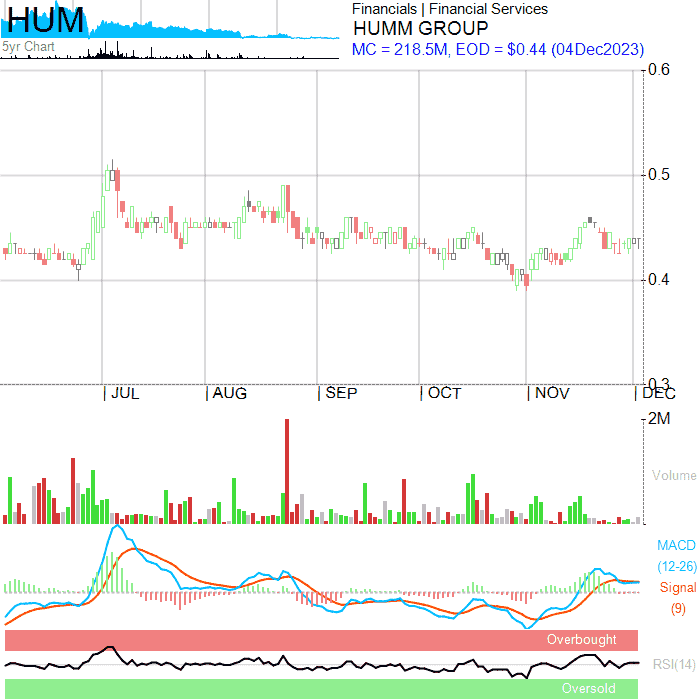 HUM
5yr Chart
Financials | Financial Services
HUMM GROUP
MC = 218.5M, EOD = $0.44 (04Dec2023)
0.6
0.5
0.4
0.3
JUL AUG SEP OCT NOV DEC
2M
Volume
MACD
(12-26)
Signal
(9)
Overbought
RSI(14)
Oversold